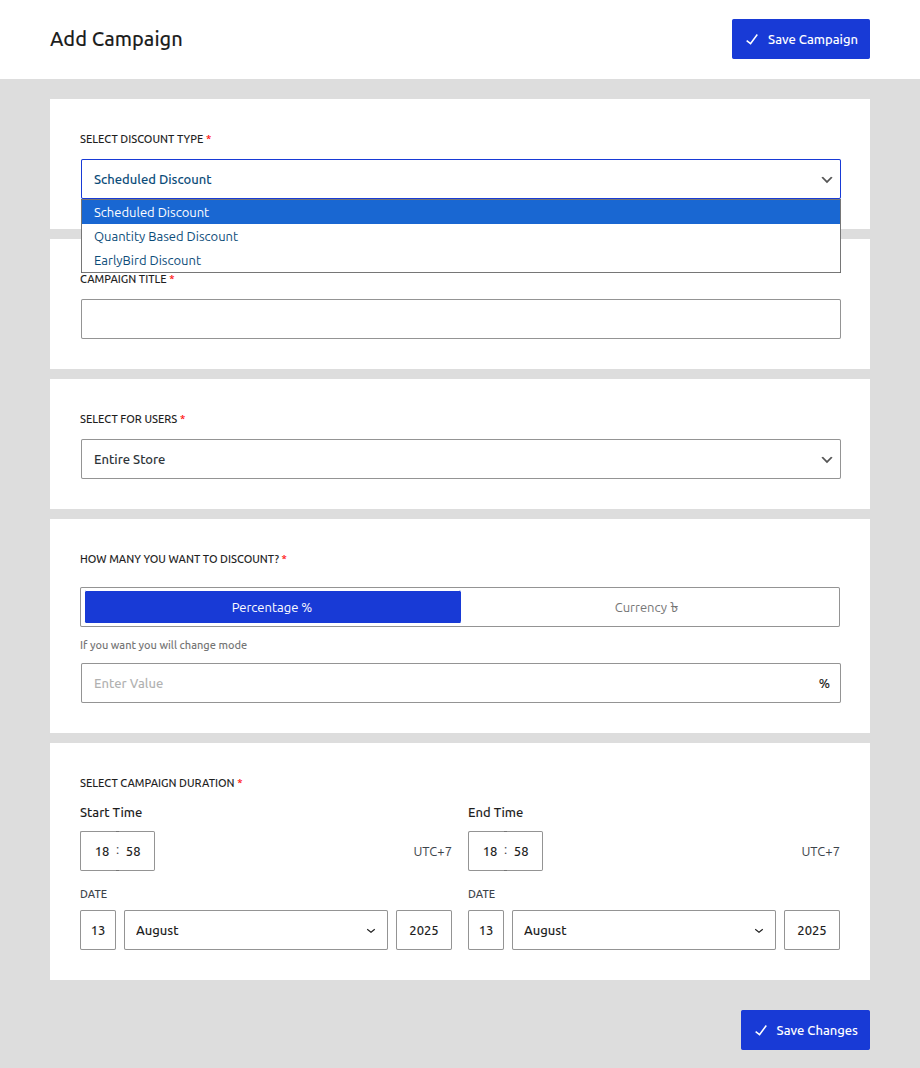 Add Campaign
Save Campaign
SELECT DISCOUNT TYPE *
Scheduled Discount
Scheduled Discount
Quantity Based Discount
EarlyBird Discount
CAMPAIGN TITLE *
SELECT FOR USERS *
Entire Store
HOW MANY YOU WANT TO DISCOUNT? *
Percentage % Currency ৳
If you want you will change mode
Enter Value %
SELECT CAMPAIGN DURATION *
Start Time End Time
18 : 58 UTC+7 18 : 58 UTC+7
DATE DATE
13 August 2025 13 August 2025
Save Changes